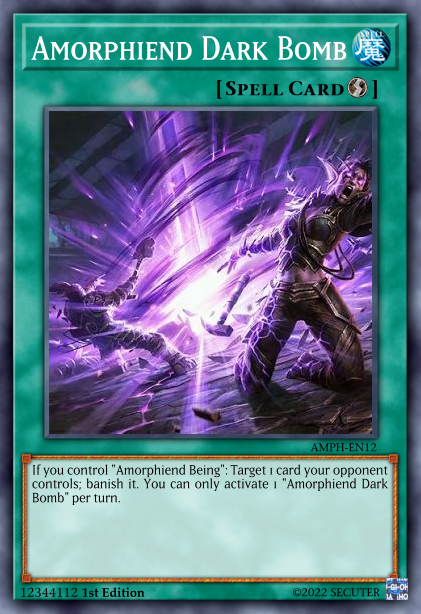 Amorphiend Dark Bomb 魔
[Spell Card]
AMPH-EN12
If you control "Amorphiend Being": Target 1 card your opponent
controls; banish it. You can only activate 1 "Amorphiend Dark
Bomb" per turn.
12344112 1st Edition ©2022 SECUTER